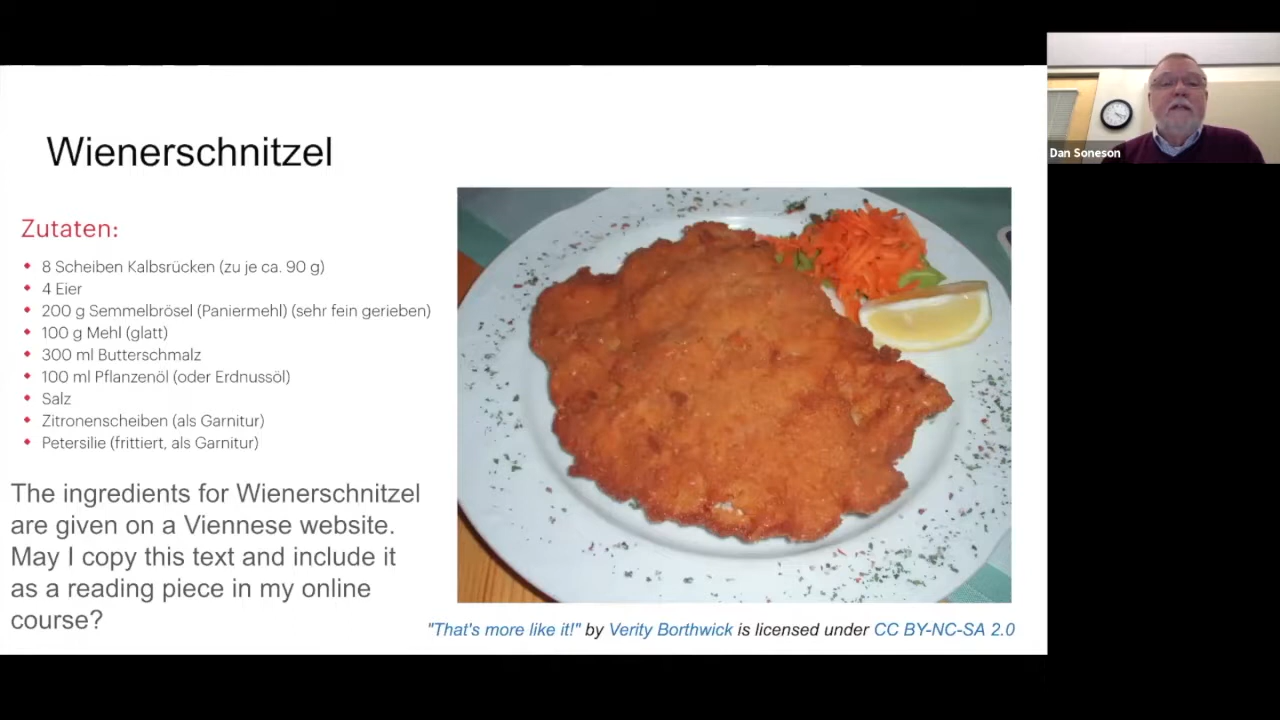 Wienerschnitzel
Zutaten:
8 Scheiben Kalbsrücken (zu je ca. 90 g)
4 Eier
200 g Semmelbrösel (Paniermehl) (sehr fein gerieben)
100 g Mehl (glatt)
300 ml Butterschmalz
100 ml Pflanzenöl (oder Erdnussöl)
Salz
Zitronenscheiben (als Garnitur)
Petersilie (frittiert, als Garnitur)
The ingredients for Wienerschnitzel
are given on a Viennese website.
May I copy this text and include it
as a reading piece in my online
course?
"That's more like it!" by Verity Borthwick is licensed under CC BY-NC-SA 2.0
Dan Soneson